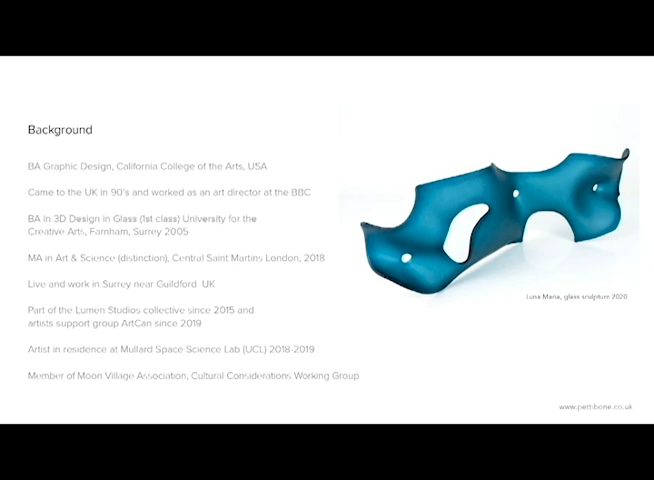 Background
BA Graphic Design, California College of the Arts, USA
Came to the UK in 90's and worked as an art director at the BBC
BA in 3D Design in Glass (1st class) University for the
Creative Arts, Farnham, Surrey 2005
MA in Art & Science (distinction), Central Saint Martins London, 2018
Live and work in Surrey near Guildford UK
Part of the Lumen Studios collective since 2015 and
artists support group ArtCan since 2019
Artist in residence at Mullard Space Science Lab (UCL) 2018-2019
Member of Moon Village Association, Cultural Considerations Working Group
Luna Maria, glass sculpture 2020
www.pettibone.co.uk